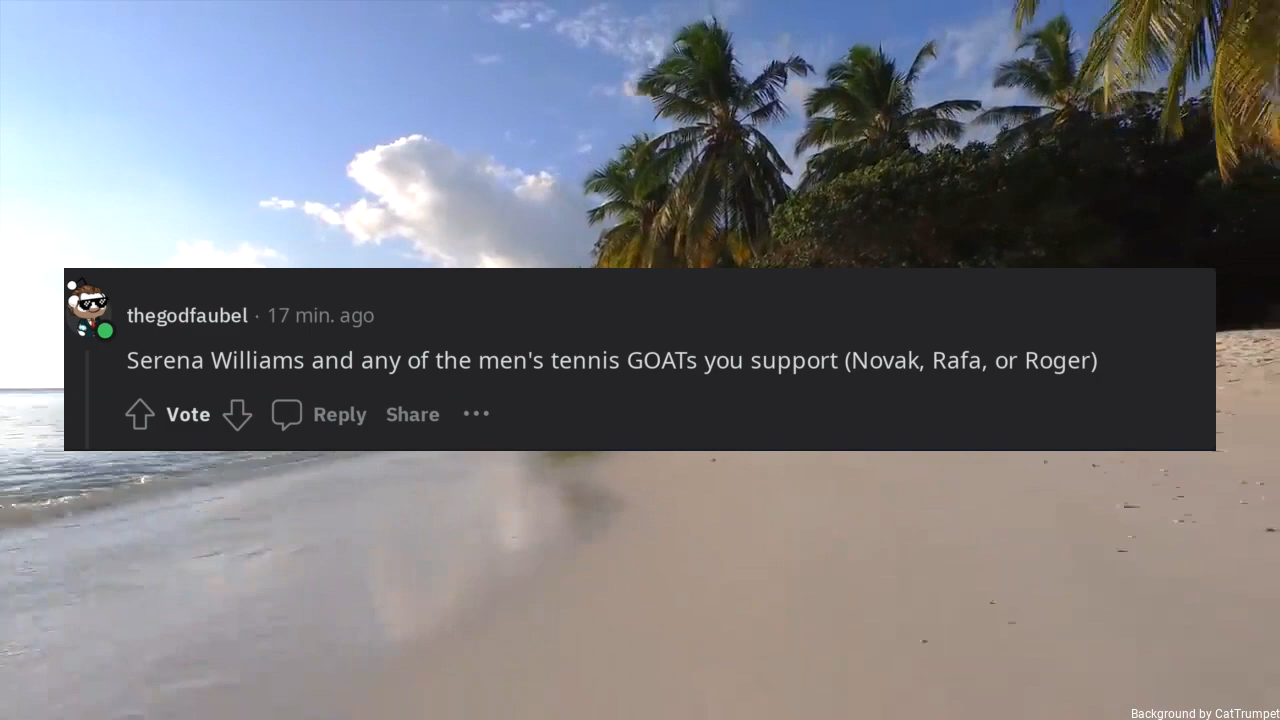 thegodfaubel · 17 min. ago
Serena Williams and any of the men's tennis GOATs you support (Novak, Rafa, or Roger)
Vote Reply Share
Background by CatTrumpet